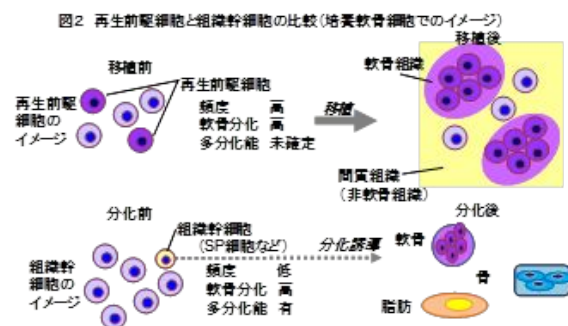 図2 再生前駆細胞と組織幹細胞の比較(培養軟骨細胞でのイメージ)
移植前
移植後
再生前駆細胞
軟骨組織
再生前駆
細胞の
イメージ
頻度 高
軟骨分化 高
多分化能 未確定
移植
間質組織
(非軟骨組織)
分化前
分化後
組織幹細胞
(SP細胞など)
分化誘導
組織幹
細胞の
イメージ
頻度 低
軟骨分化 高
多分化能 有
軟骨
骨
脂肪